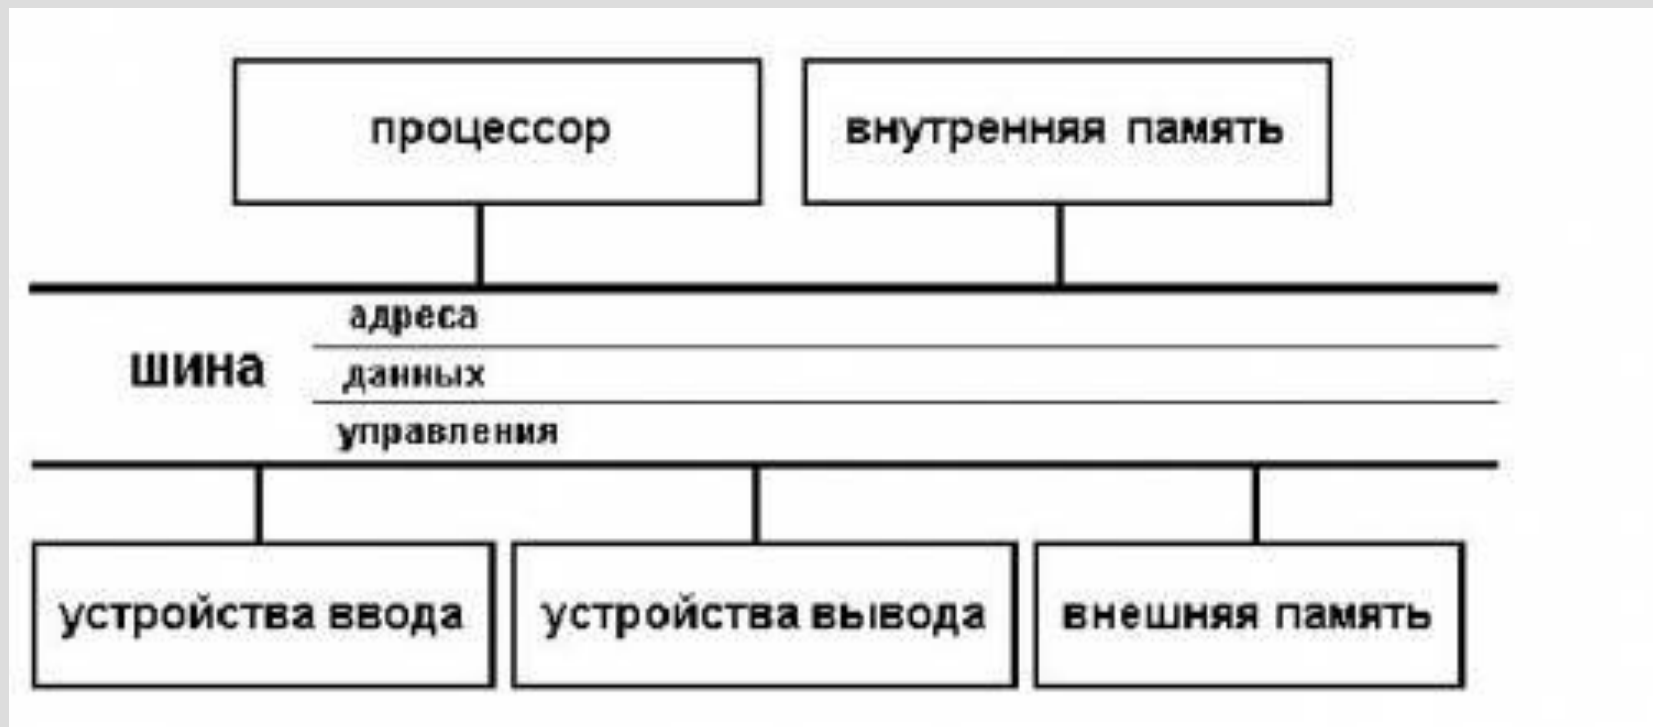 процессор
внутренняя память
адреса
шина
данных
управления
устройства ввода
устройства вывода
внешняя память